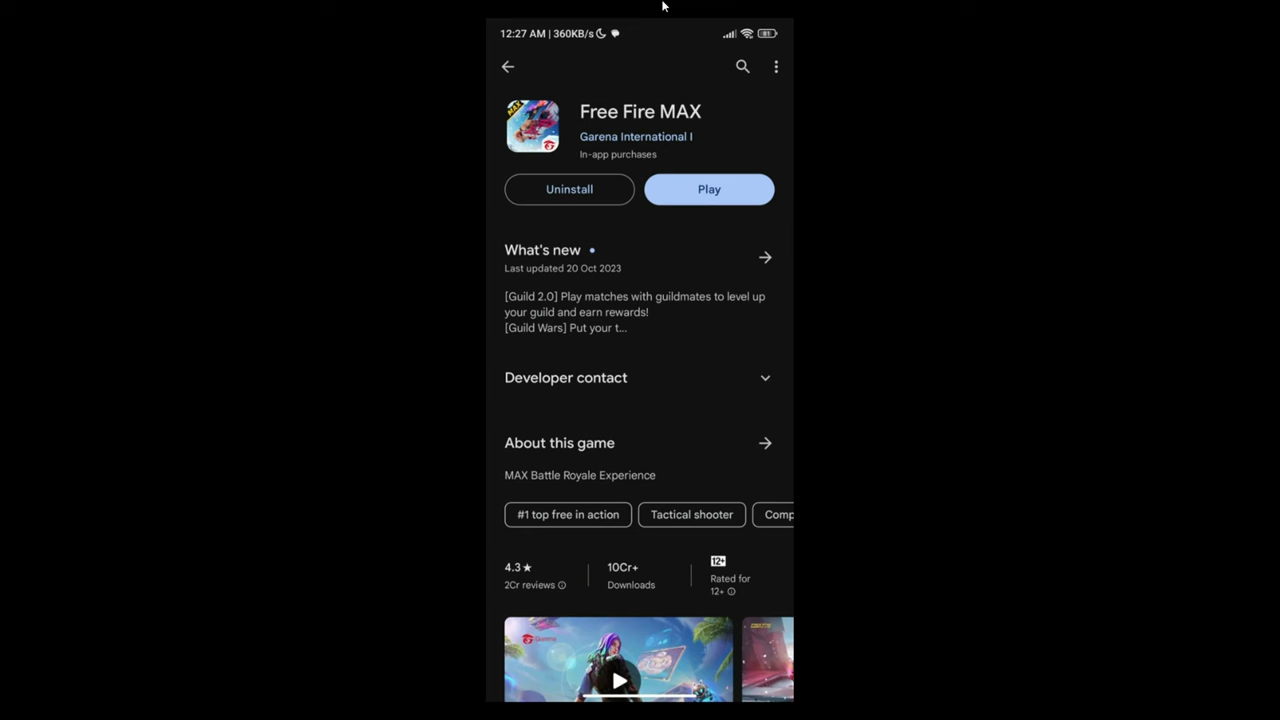 12:27 AM | 360KB/s
81
Free Fire MAX
MAX
Garena International I
In-app purchases
Uninstall
Play
What's new
Last updated 20 Oct 2023
[Guild 2.0] Play matches with guildmates to level up
your guild and earn rewards!
[Guild Wars] Put your t...
Developer contact
About this game
MAX Battle Royale Experience
#1 top free in action
Tactical shooter
Comp
4.3★
2Cr reviews
10Cr+
Downloads
12+
Rated for
12+
Garena